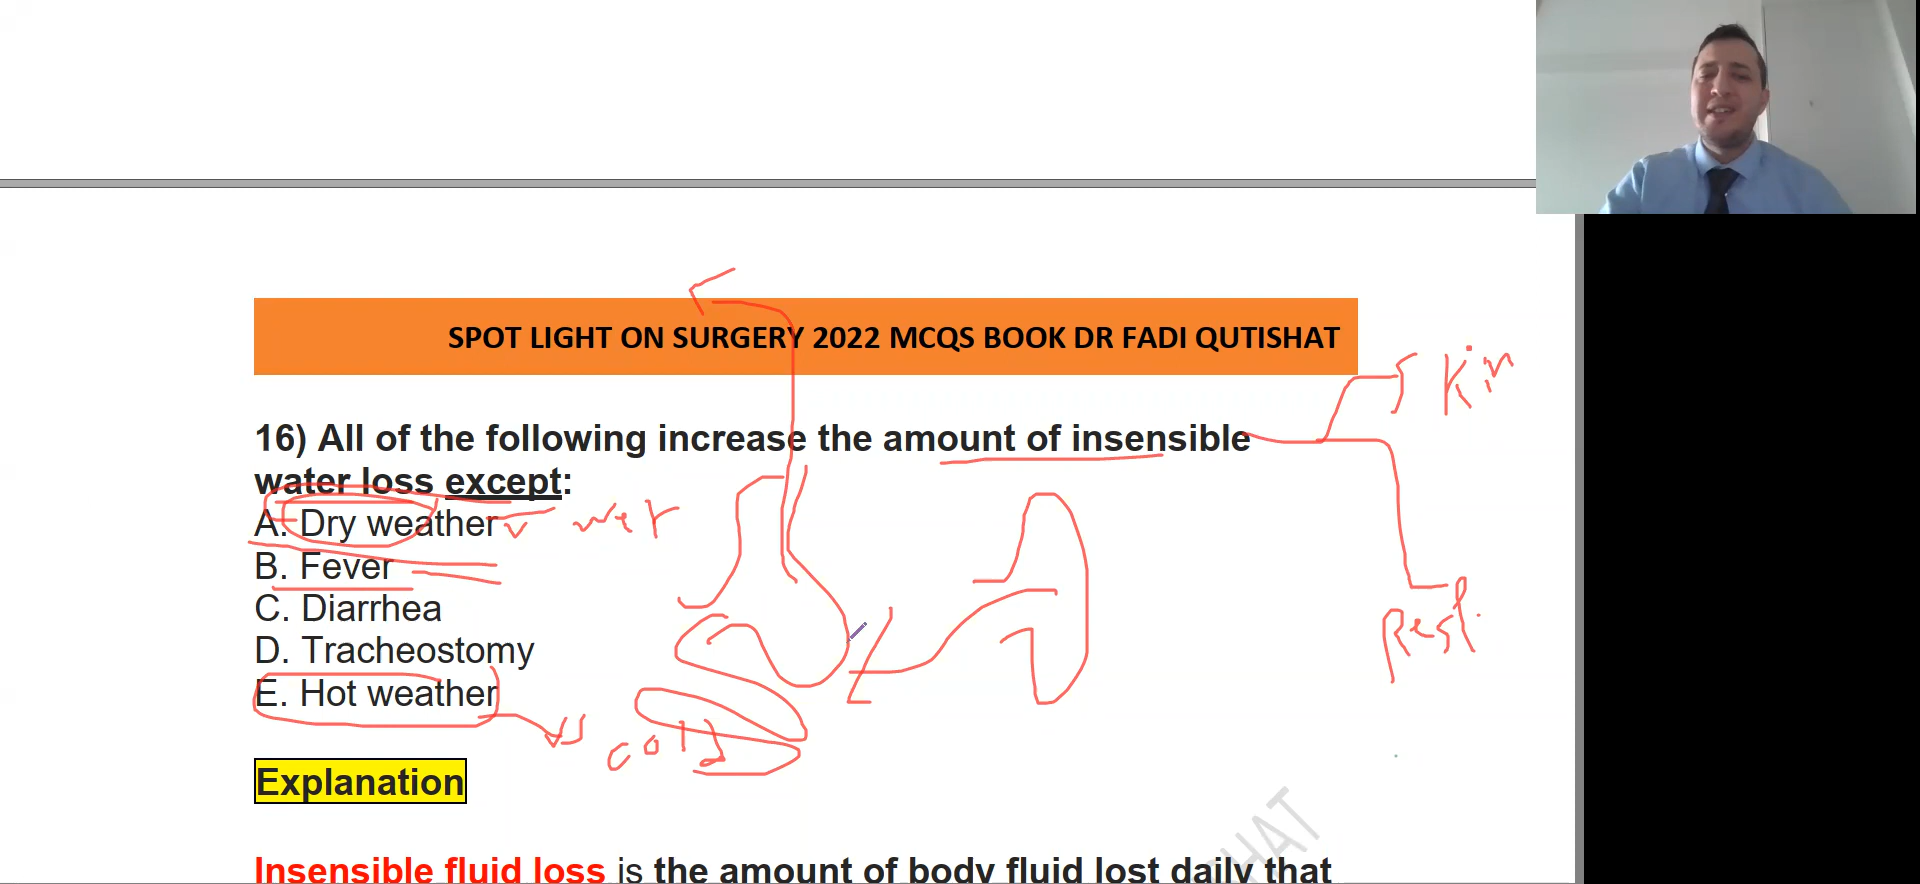 SPOT LIGHT ON SURGERY 2022 MCQS BOOK DR FADI QUTISHAT
16) All of the following increase the amount of insensible
water loss except:
A. Dry weather
wet
B. Fever
C. Diarrhea
D. Tracheostomy
E. Hot weather
cold
Explanation
Insensible fluid loss is the amount of body fluid lost daily that